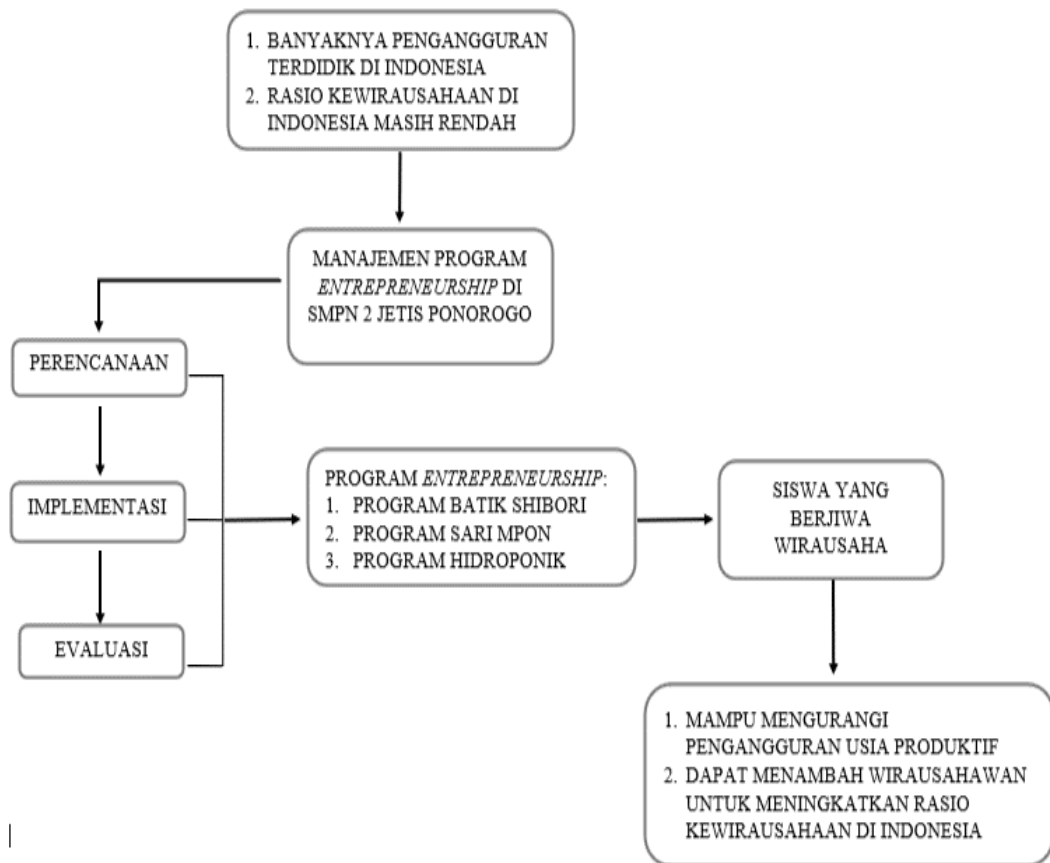 1. BANYAKNYA PENGANGGURAN
TERDIDIK DI INDONESIA
2. RASIO KEWIRAUSAHAAN DI
INDONESIA MASIH RENDAH
MANAJEMEN PROGRAM
ENTREPRENEURSHIP DI
SMPN 2 JETIS PONOROGO
PERENCANAAN
IMPLEMENTASI
EVALUASI
PROGRAM ENTREPRENEURSHIP:
1. PROGRAM BATIK SHIBORI
2. PROGRAM SARI MPON
3. PROGRAM HIDROPONIK
SISWA YANG
BERJIWA
WIRAUSAHA
1. MAMPU MENGURANGI
PENGANGGURAN USIA PRODUKTIF
2. DAPAT MENAMBAH WIRAUSAHAWAN
UNTUK MENINGKATKAN RASIO
KEWIRAUSAHAAN DI INDONESIA